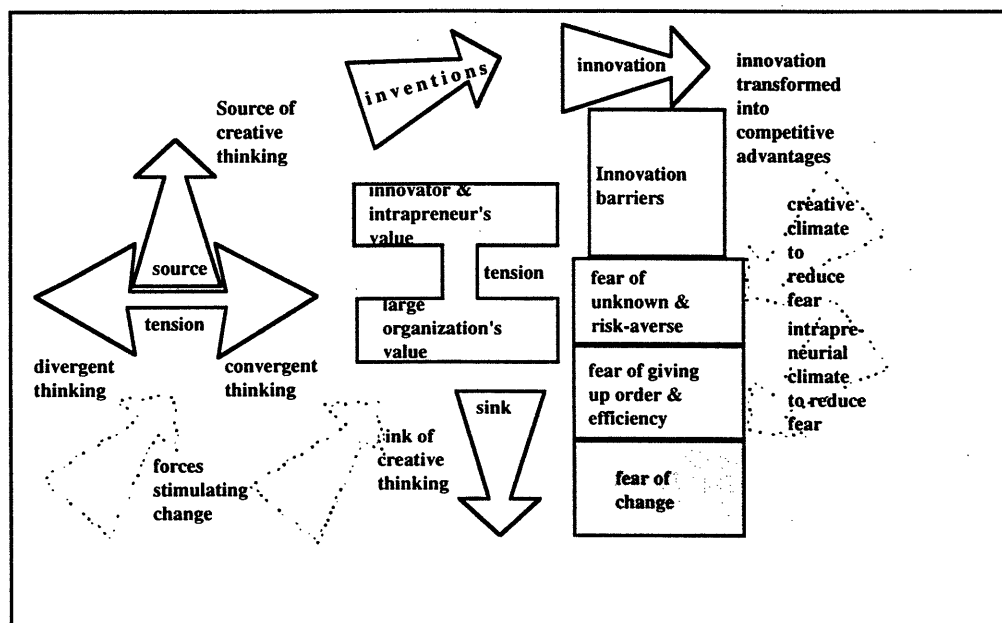 Source of
creative
thinking
source
tension
divergent
thinking
convergent
thinking
forces
stimulating
change
inventions
innovator &
intrapreneur's
value
tension
large
organization's
value
ink of
creative
thinking
sink
innovation
innovation
transformed
into
competitive
advantages
Innovation
barriers
fear of
unknown &
risk-averse
fear of giving
up order &
efficiency
fear of
change
creative
climate
to
reduce
fear
intrapre-
neurial
climate
to reduce
fear